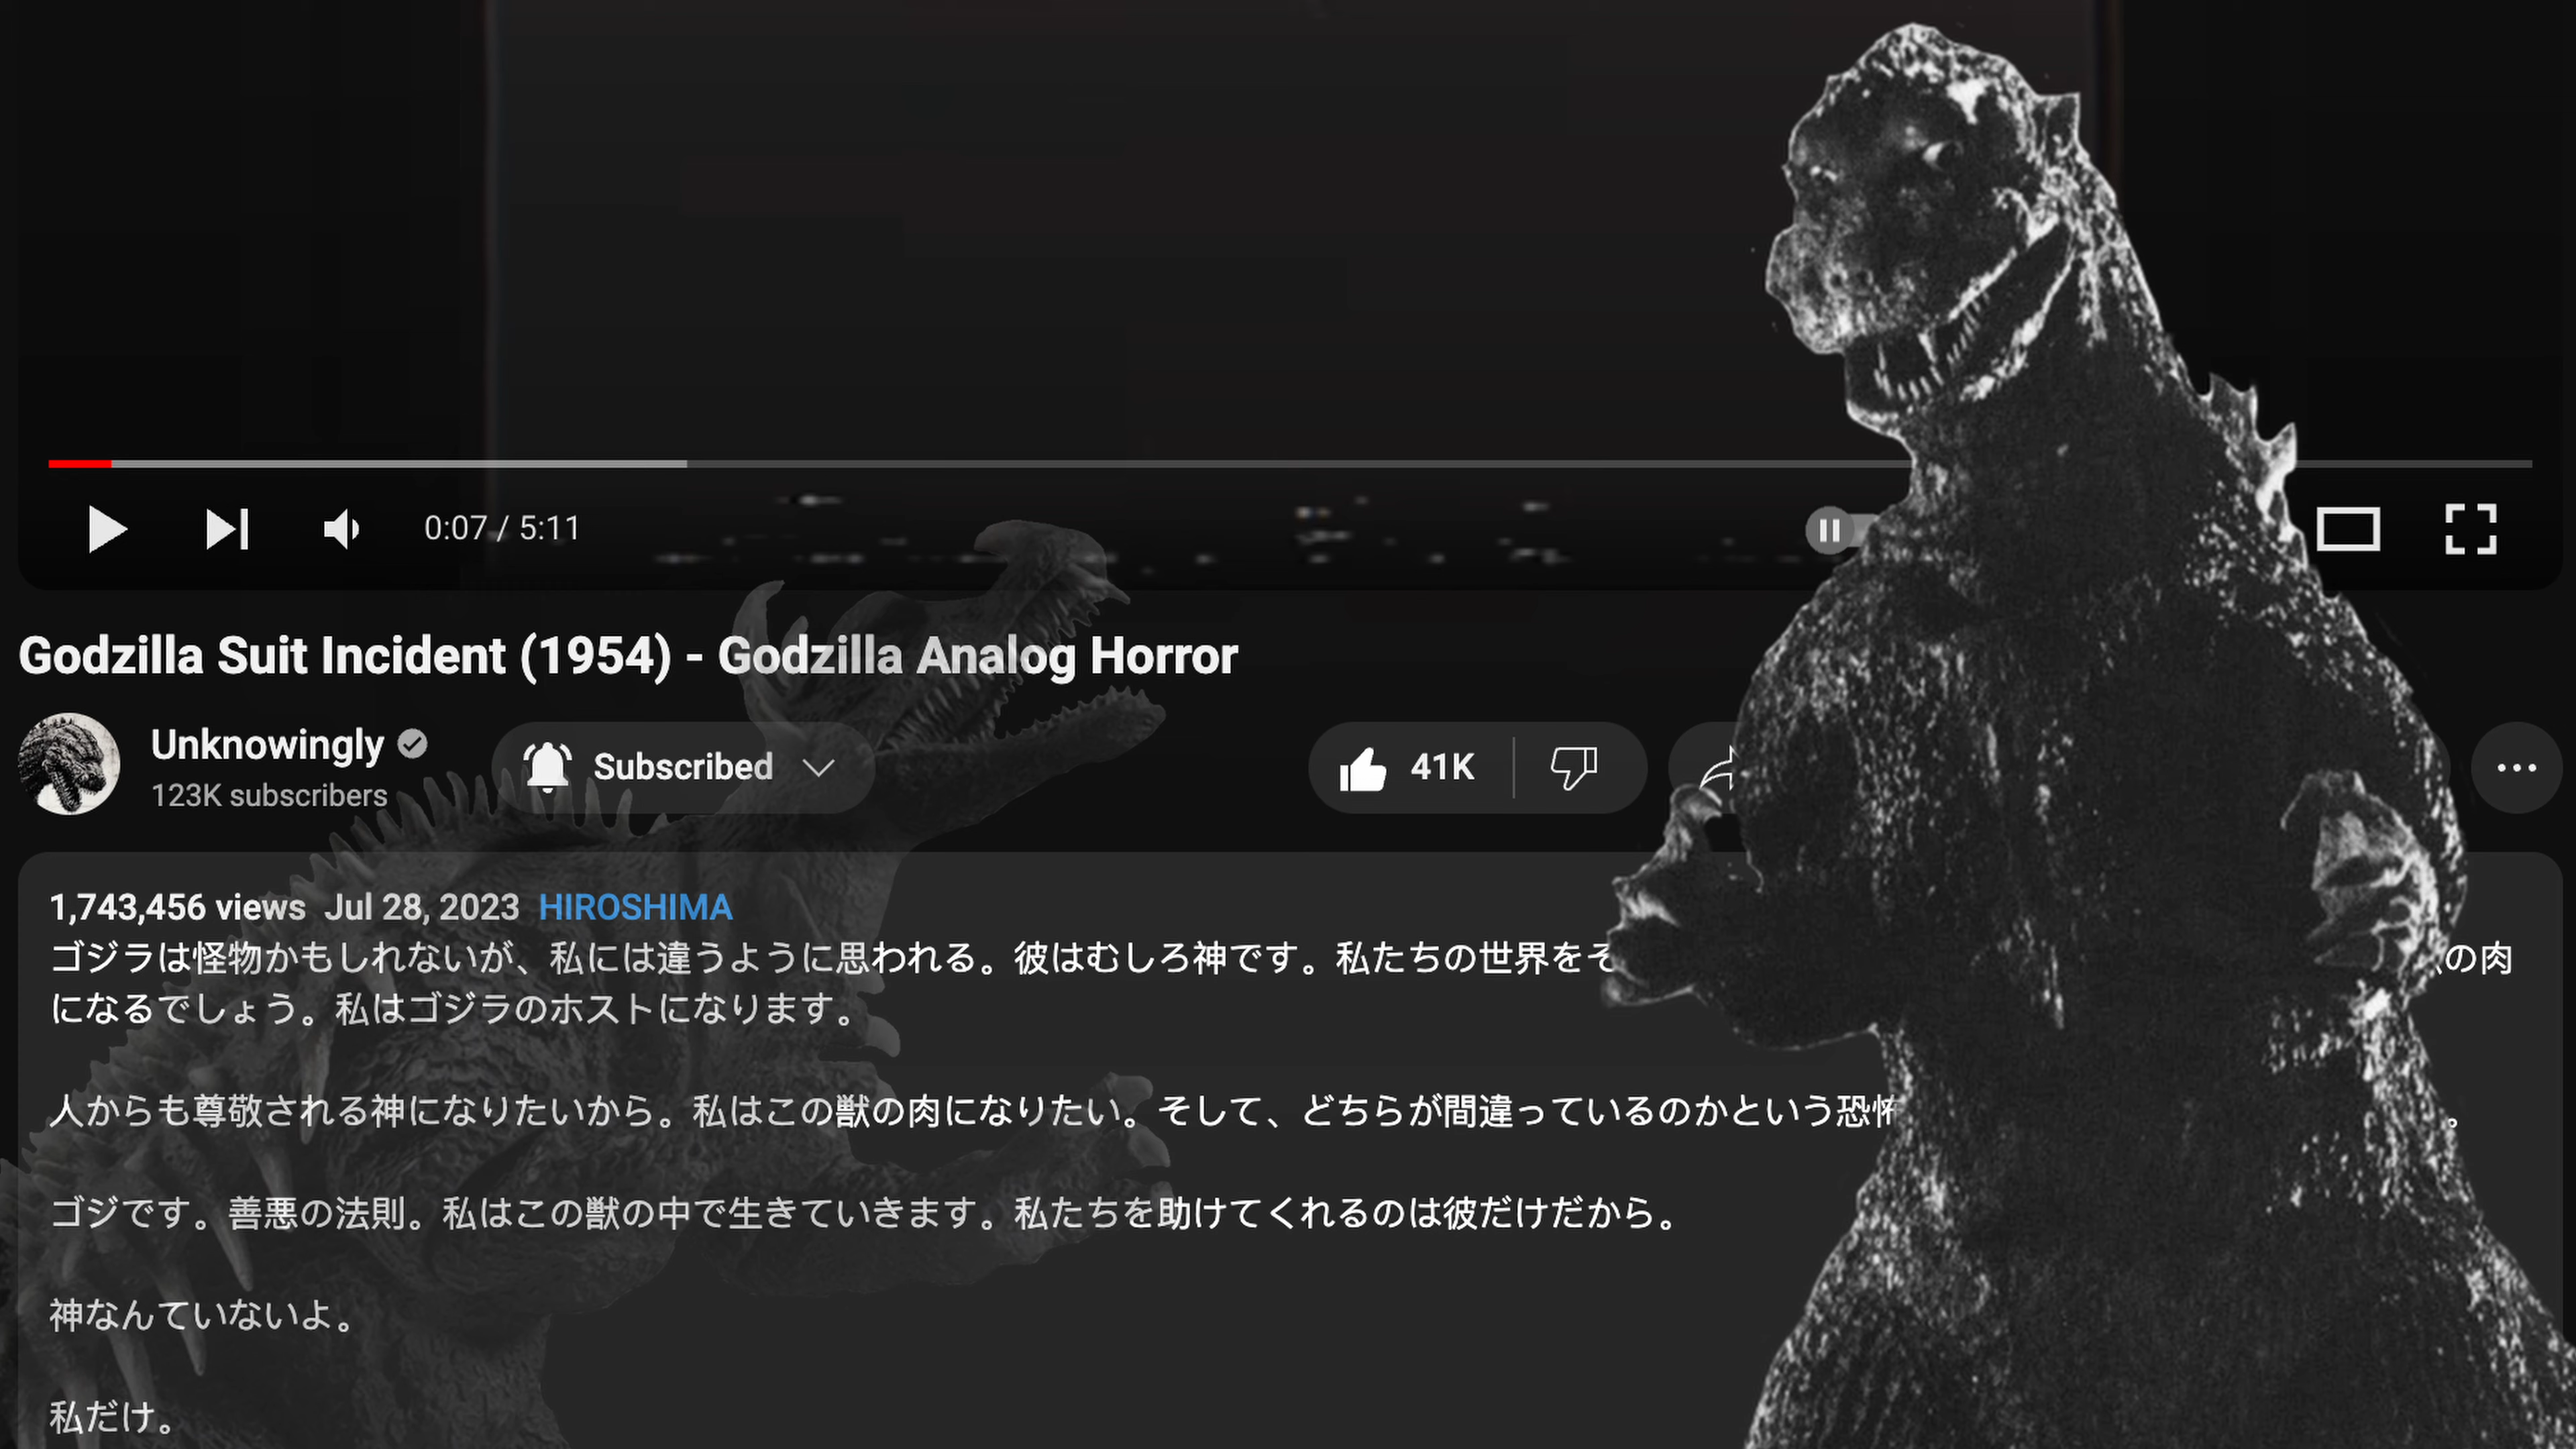 0:07 / 5:11
Godzilla Suit Incident (1954) - Godzilla Analog Horror
Unknowingly
123K subscribers
Subscribed
41K
1,743,456 views Jul 28, 2023 HIROSHIMA
ゴジラは怪物かもしれないが、私には違うように思われる。彼はむしろ神です。私たちの世界をそ の肉
になるでしょう。私はゴジラのホストになります。
人からも尊敬される神になりたいから。私はこの獣の肉になりたい。そして、どちらが間違っているのかという恐 。
ゴジです。善悪の法則。私はこの獣の中で生きていきます。私たちを助けてくれるのは彼だけだから。
神なんていないよ。
私だけ。